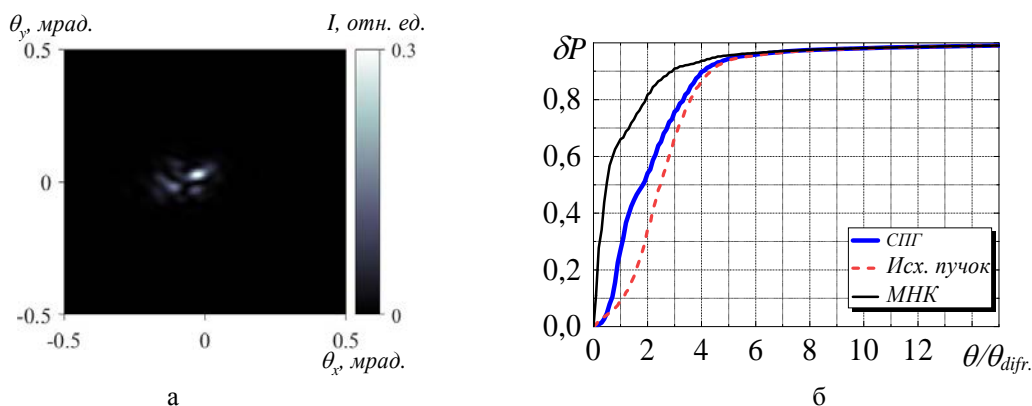 θy, мрад.
I, отн. ед.
0.5
0.3
0
0
-0.5
-0.5
0
0.5
θx, мрад.
а
δP
0,8
0,6
0,4
0,2
0,0
СПГ
Исх. пучок
МНК
0 2 4 6 8 10 12 θ/θdifr.
б